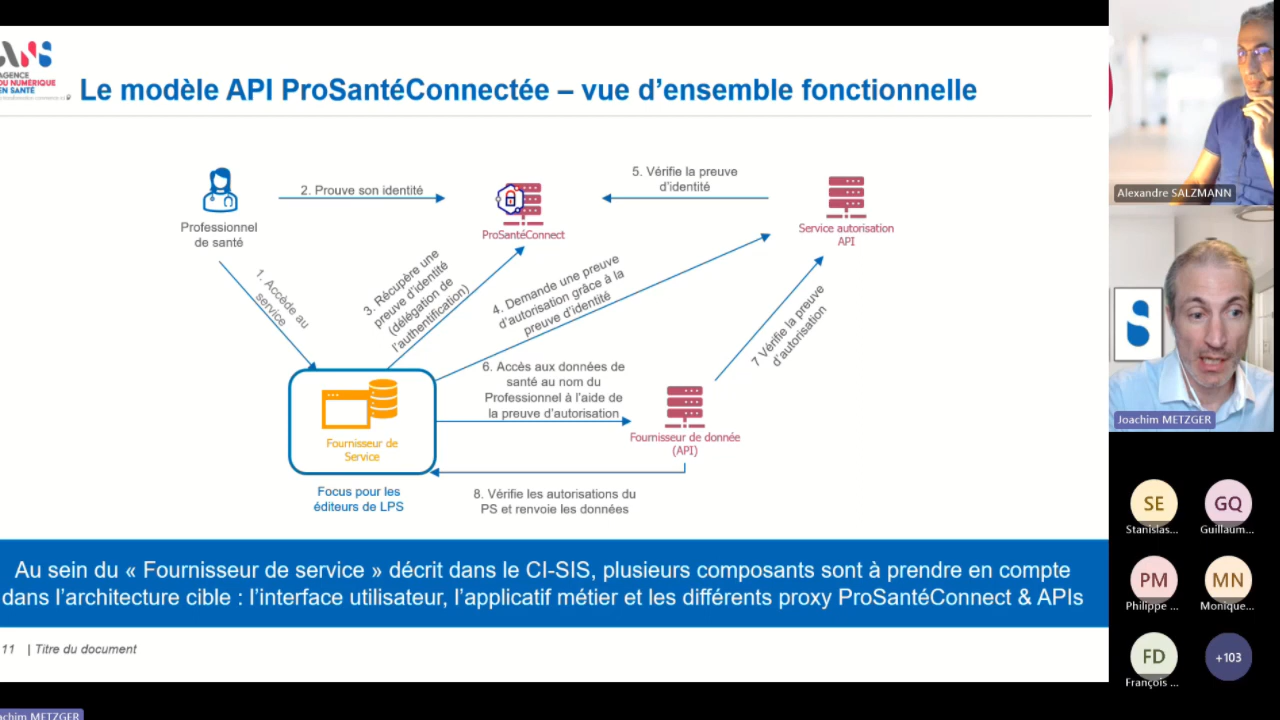 AGENCE
DU NUMÉRIQUE
EN SANTÉ
Le modèle API ProSantéConnectée – vue d’ensemble fonctionnelle
2. Prouve son identité
5. Vérifie la preuve
d’identité
Professionnel
de santé
ProSantéConnect
Service autorisation
API
1. Accède au
service
3. Récupère une
preuve d’identité
(délégation de
l’authentification)
4. Demande une preuve
d’autorisation grâce à la
preuve d’identité
7 Vérifie la preuve
d’autorisation
6. Accès aux données de
santé au nom du
Professionnel à l’aide de
la preuve d’autorisation
Fournisseur de
Service
Fournisseur de donnée
(API)
Focus pour les
éditeurs de LPS
8. Vérifie les autorisations du
PS et renvoie les données
Au sein du « Fournisseur de service » décrit dans le CI-SIS, plusieurs composants sont à prendre en compte
dans l’architecture cible : l’interface utilisateur, l’applicatif métier et les différents proxy ProSantéConnect & APIs
11 | Titre du document
Alexandre SALZMANN
Joachim METZGER
SE
Stanislas...
GQ
Guillaum...
PM
Philippe ...
MN
Monique...
FD
François ...
+103
achim METZGER